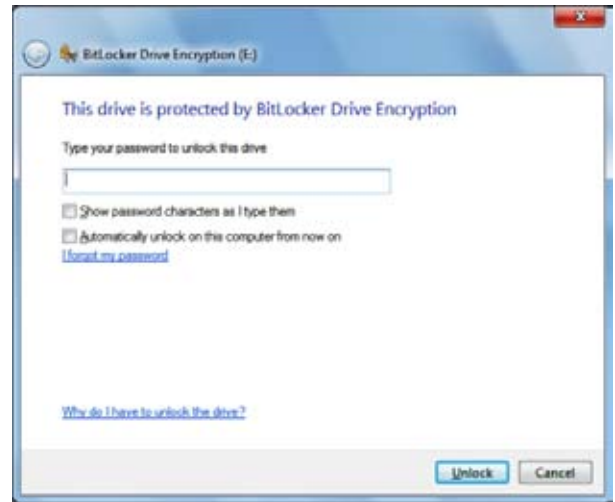 BitLocker Drive Encryption (E:)
This drive is protected by BitLocker Drive Encryption
Type your password to unlock this drive
Show password characters as I type them
Automatically unlock on this computer from now on
I forgot my password
Why do I have to unlock the drive?
Unlock Cancel